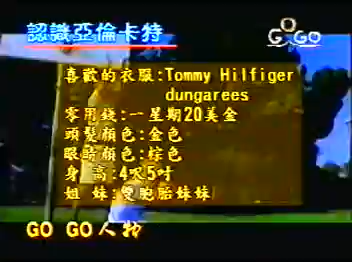 認識亞倫卡特
GOGO
喜歡的衣服:Tommy Hilfiger
dungarees
零用錢:一星期20美金
頭髮顏色:金色
眼睛顏色:棕色
身高:4呎5吋
姐妹:雙胞胎妹妹
GO GO人物